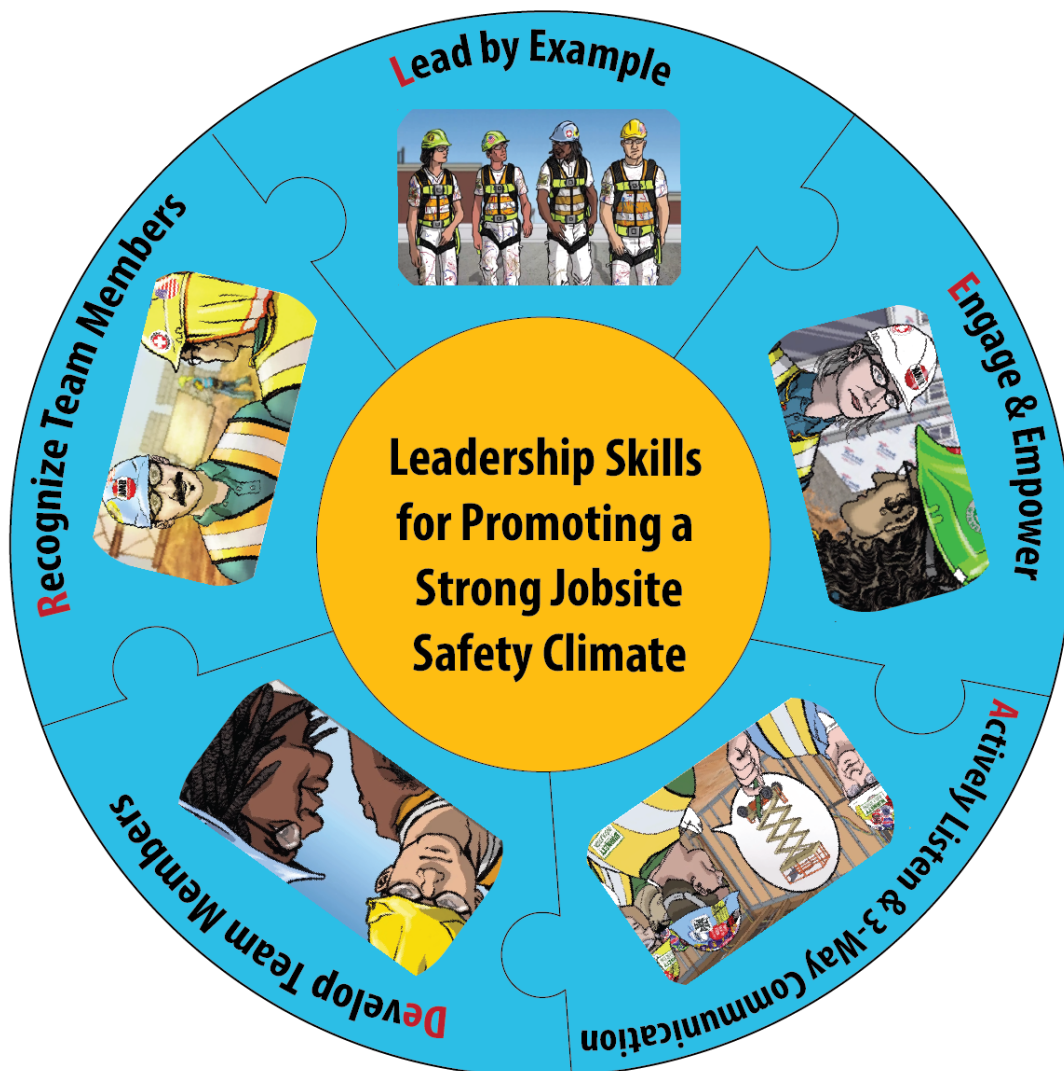 Lead by Example
Engage & Empower
Actively Listen & 3-Way Communication
Develop Team Members
Recognize Team Members
Leadership Skills
for Promoting a
Strong Jobsite
Safety Climate